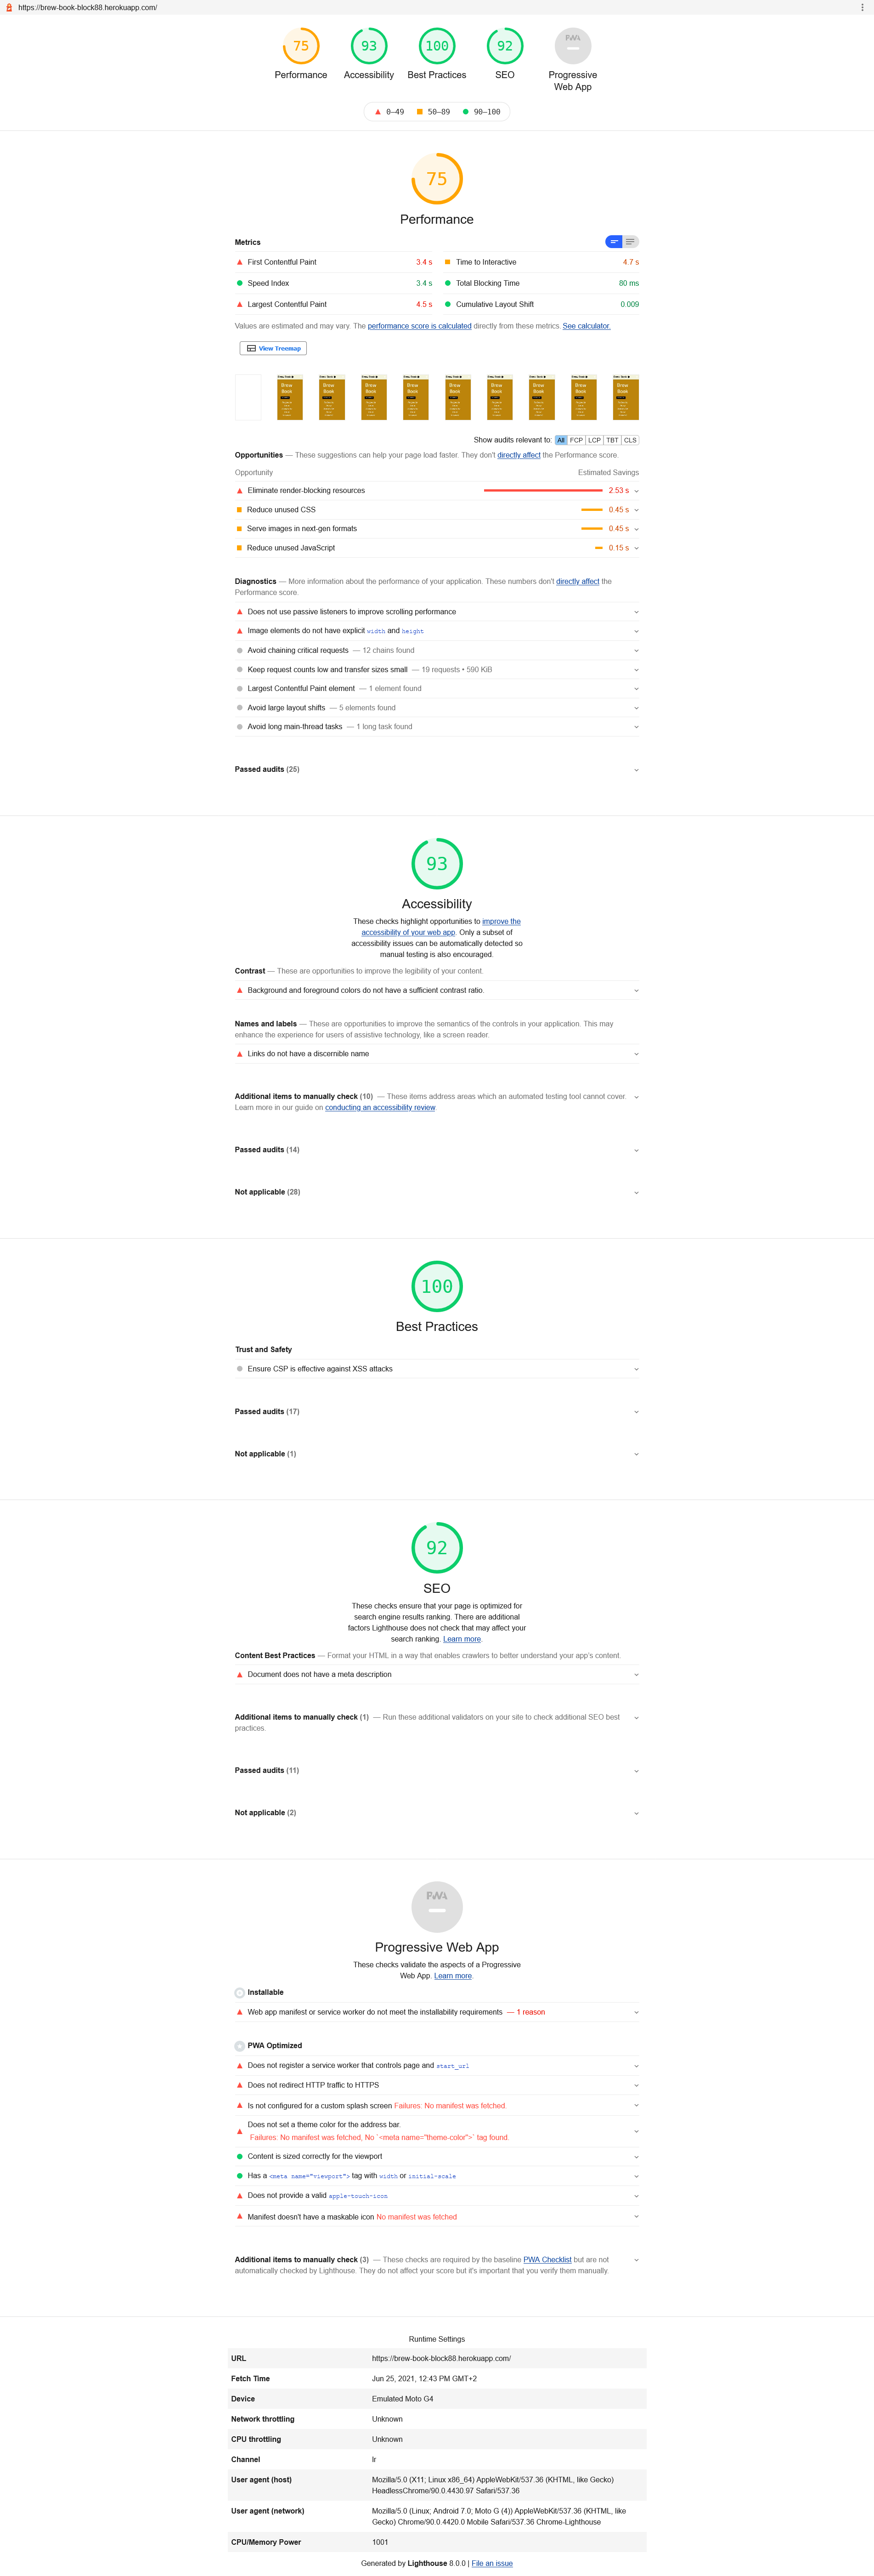 https://brew-book-block88.herokuapp.com/
75
93
100
92
PWA
Performance
Accessibility
Best Practices
SEO
Progressive
Web App
0–49
50–89
90–100
75
Performance
Metrics
First Contentful Paint 3.4 s
Time to Interactive 4.7 s
Speed Index 3.4 s
Total Blocking Time 80 ms
Largest Contentful Paint 4.5 s
Cumulative Layout Shift 0.009
Values are estimated and may vary. The performance score is calculated directly from these metrics. See calculator.
View Treemap
Brew
Book
Brew
Book
Brew
Book
Brew
Book
Brew
Book
Brew
Book
Brew
Book
Brew
Book
Brew
Book
Show audits relevant to: All FCP LCP TBT CLS
Opportunities — These suggestions can help your page load faster. They don't directly affect the Performance score.
Opportunity Estimated Savings
Eliminate render-blocking resources 2.53 s
Reduce unused CSS 0.45 s
Serve images in next-gen formats 0.45 s
Reduce unused JavaScript 0.15 s
Diagnostics — More information about the performance of your application. These numbers don't directly affect the
Performance score.
Does not use passive listeners to improve scrolling performance
Image elements do not have explicit width and height
Avoid chaining critical requests — 12 chains found
Keep request counts low and transfer sizes small — 19 requests • 590 KiB
Largest Contentful Paint element — 1 element found
Avoid large layout shifts — 5 elements found
Avoid long main-thread tasks — 1 long task found
Passed audits (25)
93
Accessibility
These checks highlight opportunities to improve the
accessibility of your web app. Only a subset of
accessibility issues can be automatically detected so
manual testing is also encouraged.
Contrast — These are opportunities to improve the legibility of your content.
Background and foreground colors do not have a sufficient contrast ratio.
Names and labels — These are opportunities to improve the semantics of the controls in your application. This may
enhance the experience for users of assistive technology, like a screen reader.
Links do not have a discernible name
Additional items to manually check (10) — These items address areas which an automated testing tool cannot cover.
Learn more in our guide on conducting an accessibility review.
Passed audits (14)
Not applicable (28)
100
Best Practices
Trust and Safety
Ensure CSP is effective against XSS attacks
Passed audits (17)
Not applicable (1)
92
SEO
These checks ensure that your page is optimized for
search engine results ranking. There are additional
factors Lighthouse does not check that may affect your
search ranking. Learn more.
Content Best Practices — Format your HTML in a way that enables crawlers to better understand your app's content.
Document does not have a meta description
Additional items to manually check (1) — Run these additional validators on your site to check additional SEO best
practices.
Passed audits (11)
Not applicable (2)
PWA
Progressive Web App
These checks validate the aspects of a Progressive
Web App. Learn more.
Installable
Web app manifest or service worker do not meet the installability requirements — 1 reason
PWA Optimized
Does not register a service worker that controls page and start_url
Does not redirect HTTP traffic to HTTPS
Is not configured for a custom splash screen Failures: No manifest was fetched.
Does not set a theme color for the address bar.
Failures: No manifest was fetched, No `<meta name="theme-color">` tag found.
Content is sized correctly for the viewport
Has a <meta name="viewport"> tag with width or initial-scale
Does not provide a valid apple-touch-icon
Manifest doesn't have a maskable icon No manifest was fetched
Additional items to manually check (3) — These checks are required by the baseline PWA Checklist but are not
automatically checked by Lighthouse. They do not affect your score but it's important that you verify them manually.
Runtime Settings
URL https://brew-book-block88.herokuapp.com/
Fetch Time Jun 25, 2021, 12:43 PM GMT+2
Device Emulated Moto G4
Network throttling Unknown
CPU throttling Unknown
Channel lr
User agent (host) Mozilla/5.0 (X11; Linux x86_64) AppleWebKit/537.36 (KHTML, like Gecko)
HeadlessChrome/90.0.4430.97 Safari/537.36
User agent (network) Mozilla/5.0 (Linux; Android 7.0; Moto G (4)) AppleWebKit/537.36 (KHTML, like
Gecko) Chrome/90.0.4420.0 Mobile Safari/537.36 Chrome-Lighthouse
CPU/Memory Power 1001
Generated by Lighthouse 8.0.0 | File an issue